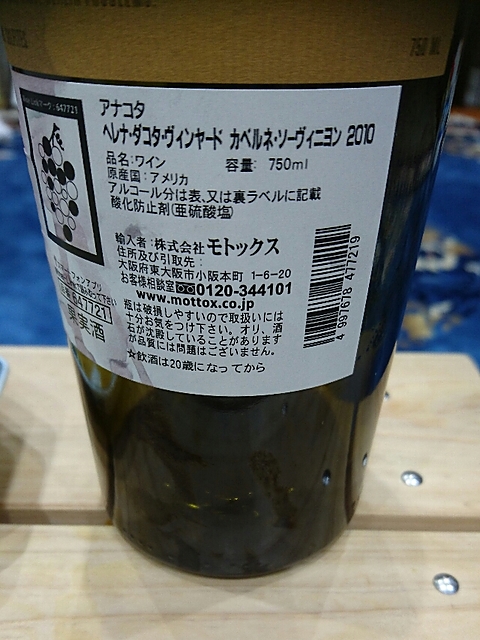 750 ML
647721
アナコタ
ヘレナ・ダコタ・ヴィンヤード カベルネ・ソーヴィニヨン 2010
品名:ワイン 容量: 750ml
原産国:アメリカ
アルコール分は表、又は裏ラベルに記載
酸化防止剤(亜硫酸塩)
輸入者:株式会社モトックス
住所及び引取先:
大阪府東大阪市小阪本町 1-6-20
お客様相談室 0120-344101
www.mottox.co.jp
瓶は破損しやすいので取扱いには
十分お気をつけ下さい。オリ、酒
石が沈殿していることがあります
が品質には問題はございません。
☆飲酒は20歳になってから
647721
果実酒
4 997678 477219